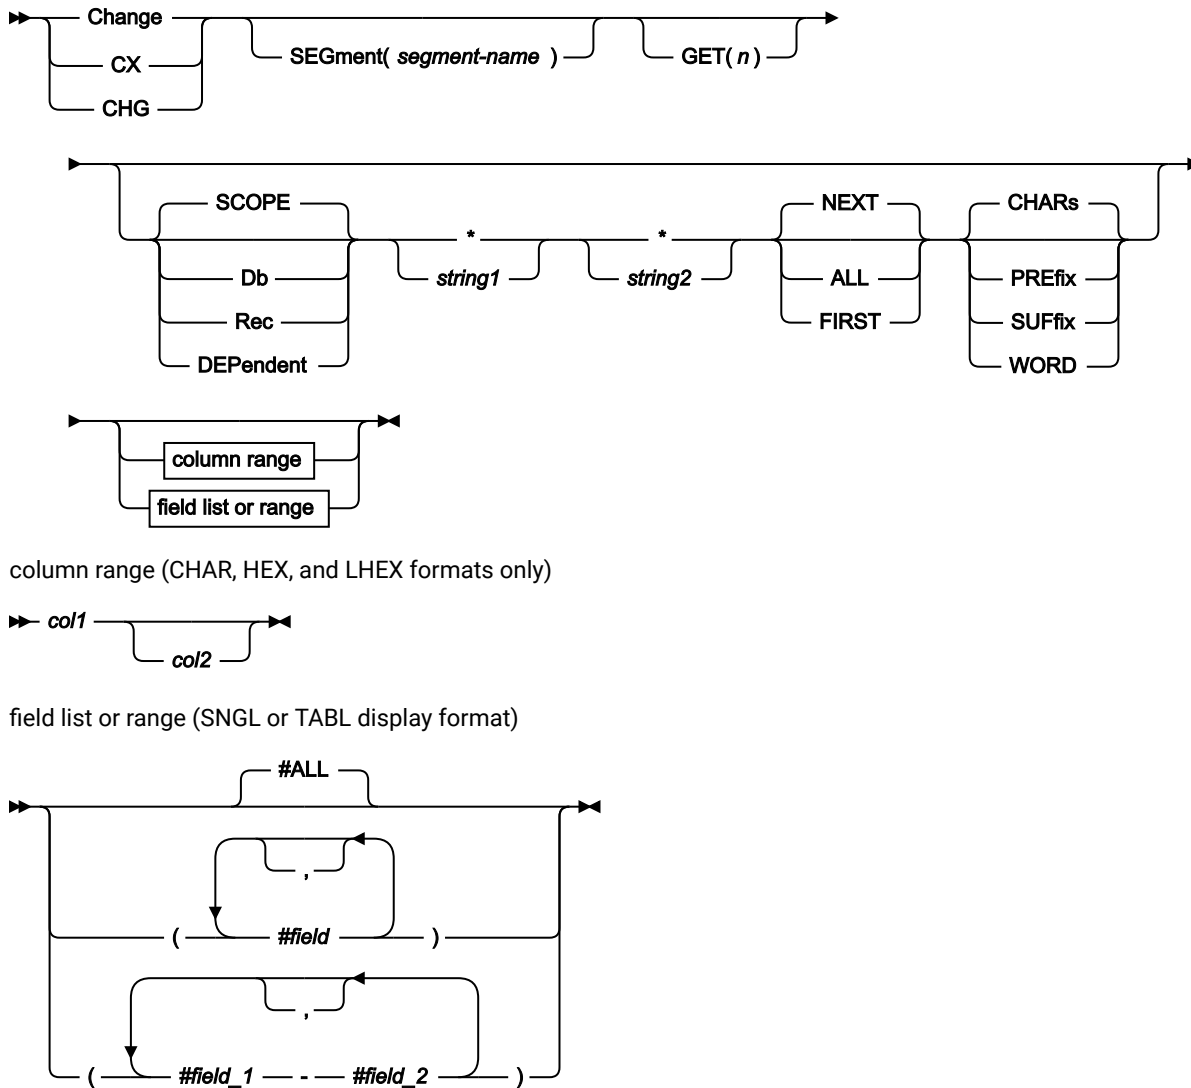 Change
CX
CHG
SEGment( segment-name )
GET( n )
SCOPE
Db
Rec
DEPendent
*
string1
*
string2
NEXT
ALL
FIRST
CHARs
PREfix
SUFfix
WORD
column range
field list or range
column range (CHAR, HEX, and LHEX formats only)
col1
col2
field list or range (SNGL or TABL display format)
#ALL
,
( #field )
,
( #field_1 - #field_2 )